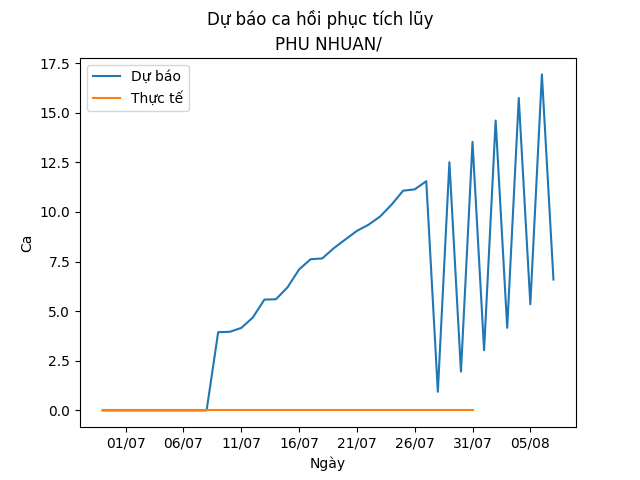 Dự báo ca hồi phục tích lũy
PHU NHUAN/
Dự báo
Thực tế
17.5
15.0
12.5
10.0
7.5
5.0
2.5
0.0
Ca
01/07 06/07 11/07 16/07 21/07 26/07 31/07 05/08
Ngày